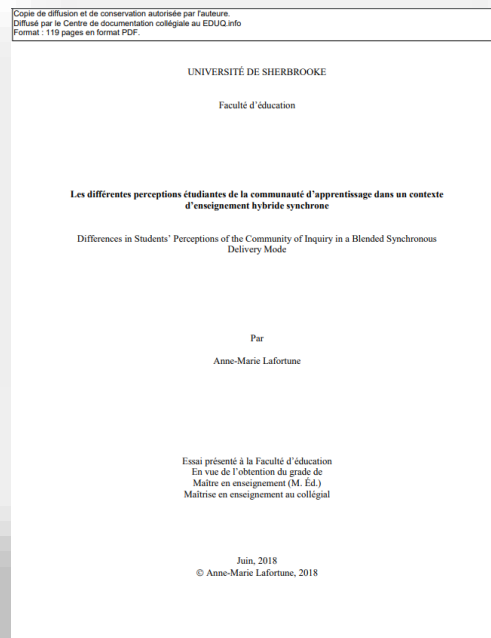 Copie de diffusion et de conservation autorisée par l'auteure.
Diffusé par le Centre de documentation collégiale au EDUQ.info
Format : 119 pages en format PDF.
UNIVERSITÉ DE SHERBROOKE
Faculté d'éducation
Les différentes perceptions étudiantes de la communauté d'apprentissage dans un contexte
d'enseignement hybride synchrone
Differences in Students' Perceptions of the Community of Inquiry in a Blended Synchronous
Delivery Mode
Par
Anne-Marie Lafortune
Essai présenté à la Faculté d'éducation
En vue de l'obtention du grade de
Maître en enseignement (M. Éd.)
Maîtrise en enseignement au collégial
Juin, 2018
© Anne-Marie Lafortune, 2018